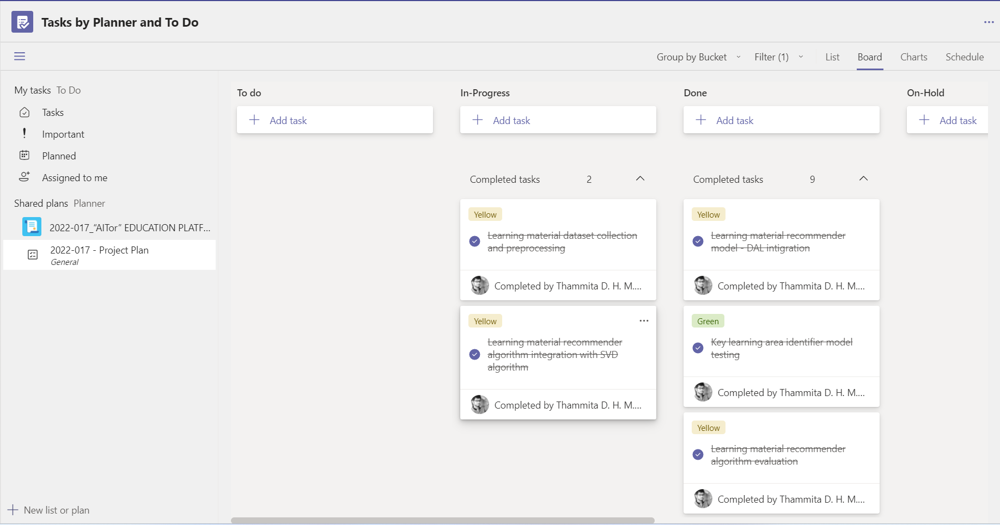 Tasks by Planner and To Do
Group by Bucket
Filter (1)
List
Board
Charts
Schedule
My tasks To Do
Tasks
Important
Planned
Assigned to me
Shared plans Planner
2022-017_“AITor” EDUCATION PLATF...
2022-017 - Project Plan
General
New list or plan
To do
Add task
In-Progress
Add task
Completed tasks 2
Yellow
Learning material dataset collection
and preprocessing
Completed by Thammita D. H. M....
Yellow
Learning material recommender
algorithm integration with SVD
algorithm
Completed by Thammita D. H. M....
Done
Add task
Completed tasks 9
Yellow
Learning material recommender
model - DAL intigration
Completed by Thammita D. H. M....
Green
Key learning area identifier model
testing
Completed by Thammita D. H. M....
Yellow
Learning material recommender
algorithm evaluation
Completed by Thammita D. H. M....
On-Hold
Add task